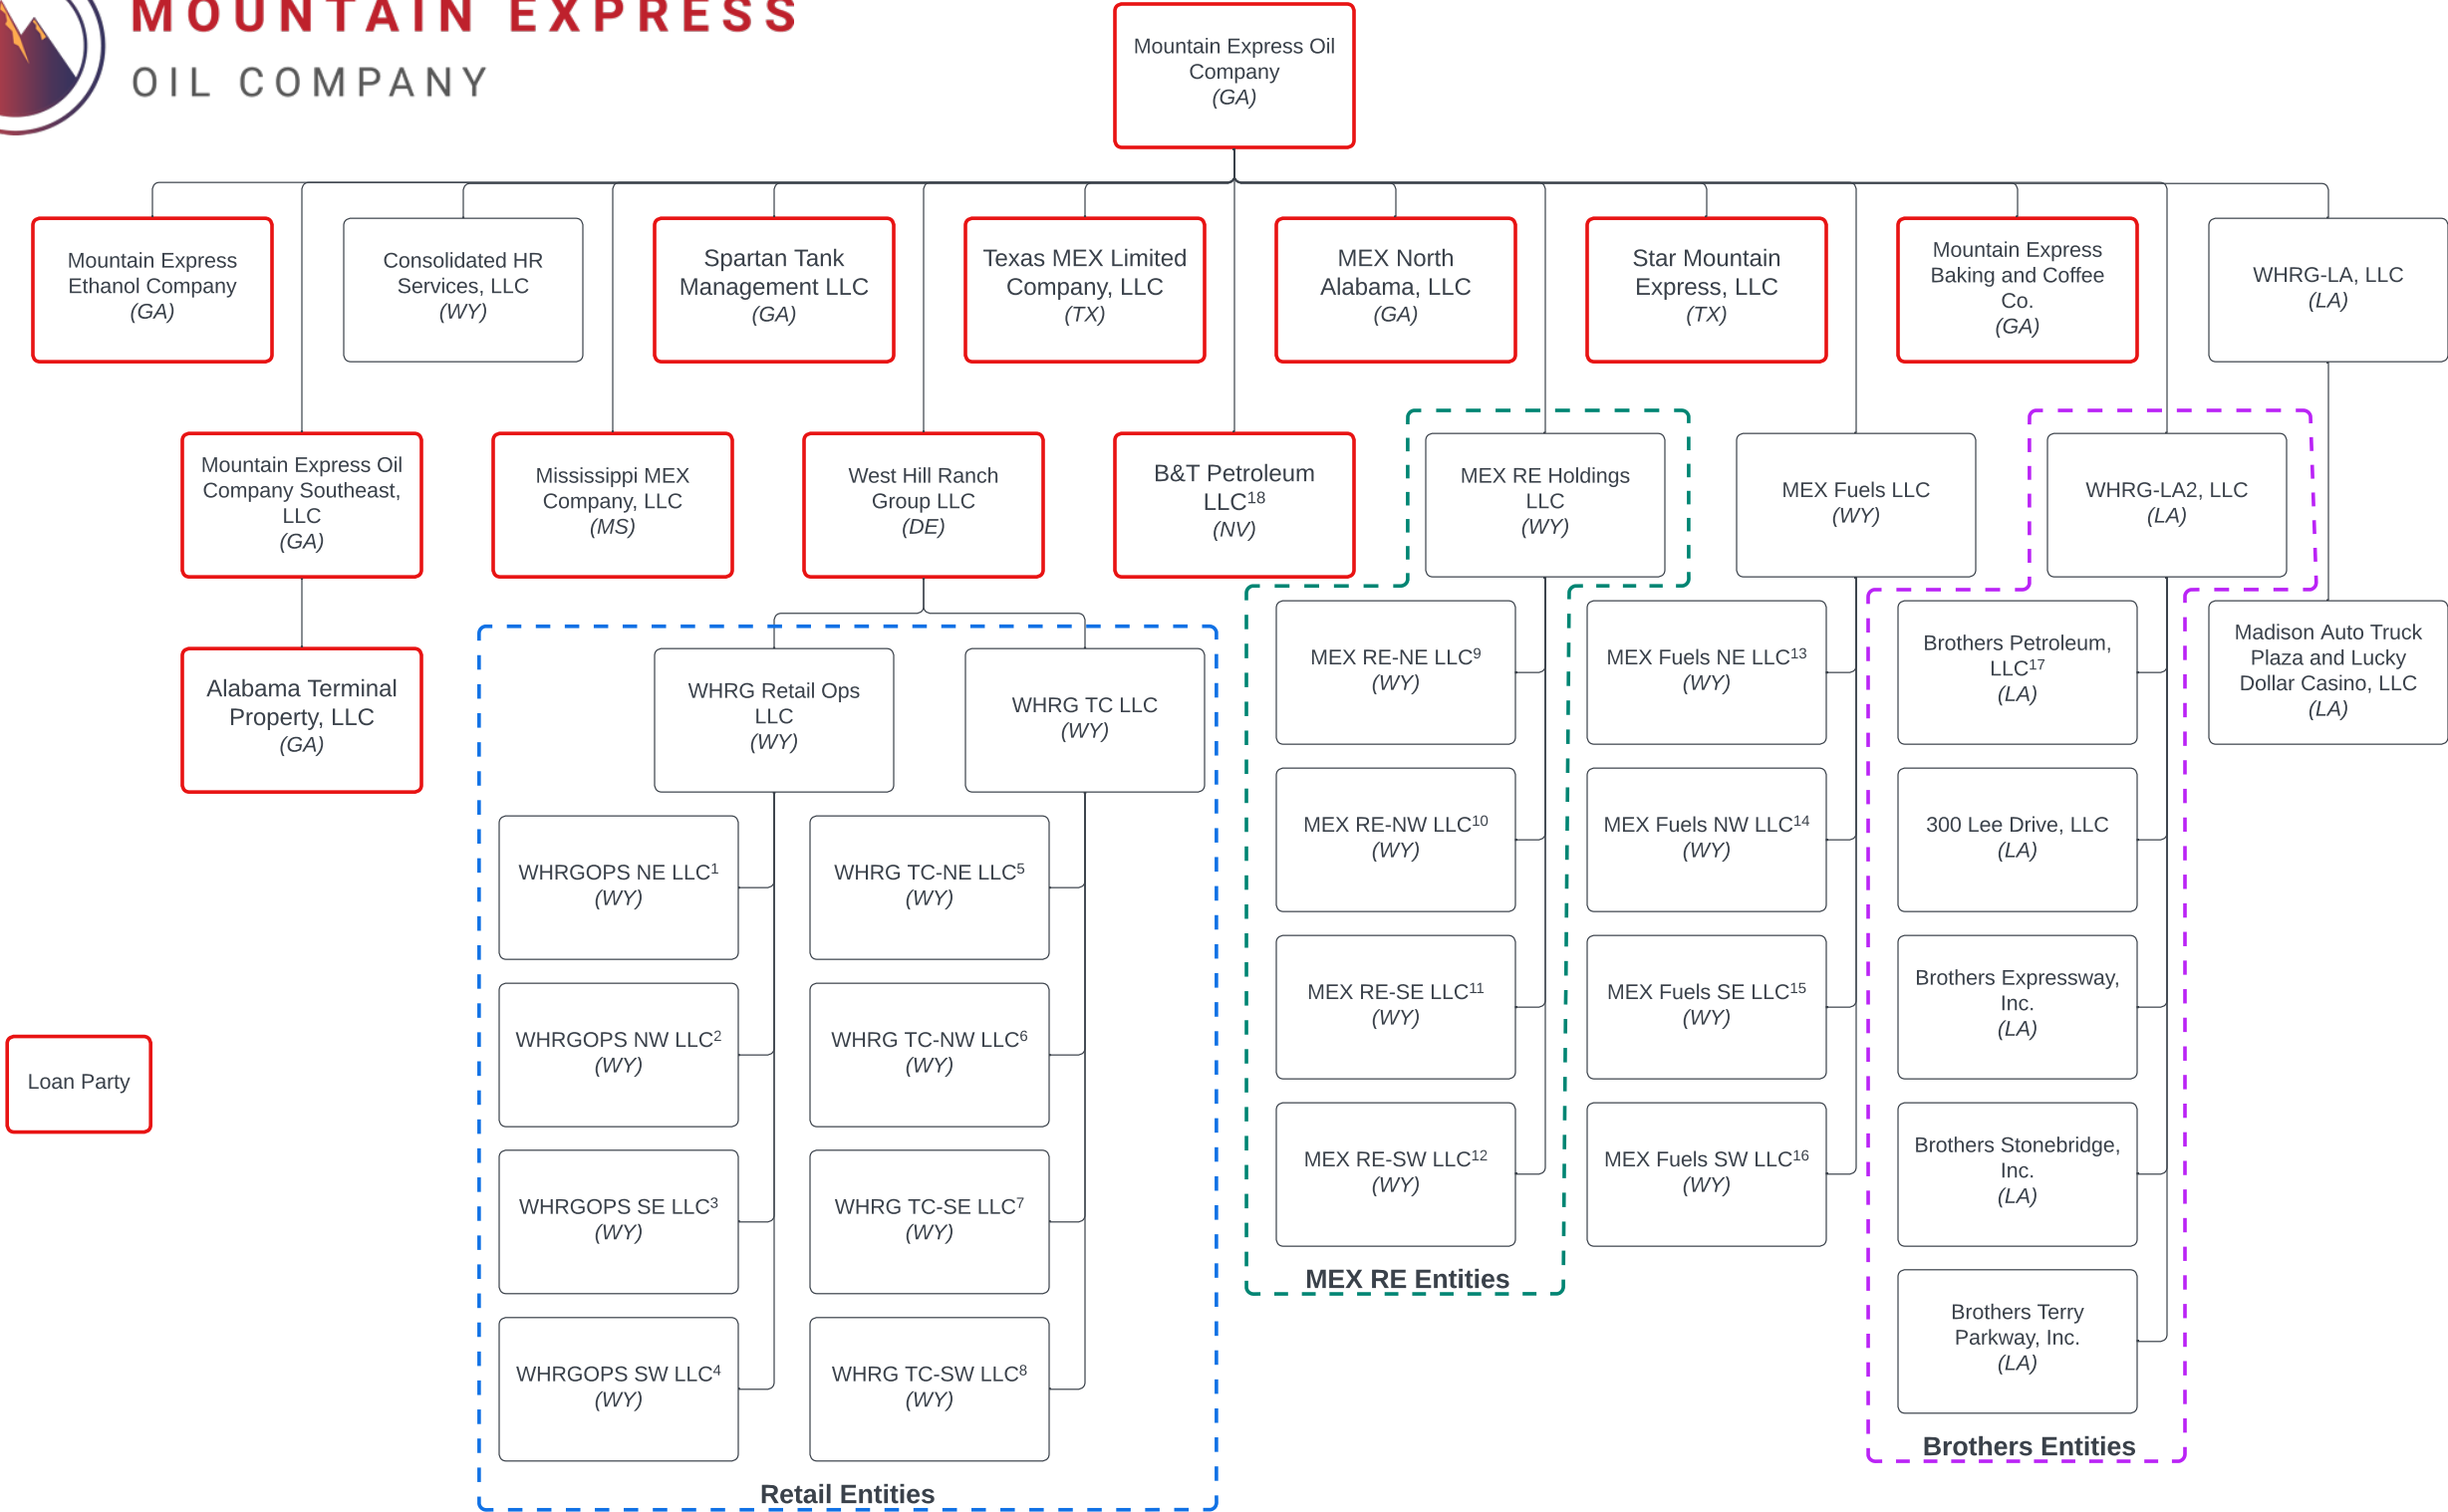 MOUNTAIN EXPRESS
OIL COMPANY
Mountain Express Oil
Company
(GA)
Mountain Express
Ethanol Company
(GA)
Consolidated HR
Services, LLC
(WY)
Spartan Tank
Management LLC
(GA)
Texas MEX Limited
Company, LLC
(TX)
MEX North
Alabama, LLC
(GA)
Star Mountain
Express, LLC
(TX)
Mountain Express
Baking and Coffee
Co.
(GA)
WHRG-LA, LLC
(LA)
Mountain Express Oil
Company Southeast,
LLC
(GA)
Mississippi MEX
Company, LLC
(MS)
West Hill Ranch
Group LLC
(DE)
B&T Petroleum
LLC18
(NV)
MEX RE Holdings
LLC
(WY)
MEX Fuels LLC
(WY)
WHRG-LA2, LLC
(LA)
Alabama Terminal
Property, LLC
(GA)
WHRG Retail Ops
LLC
(WY)
WHRG TC LLC
(WY)
MEX RE-NE LLC9
(WY)
MEX Fuels NE LLC13
(WY)
Brothers Petroleum,
LLC17
(LA)
Madison Auto Truck
Plaza and Lucky
Dollar Casino, LLC
(LA)
MEX RE-NW LLC10
(WY)
MEX Fuels NW LLC14
(WY)
300 Lee Drive, LLC
(LA)
WHRGOPS NE LLC1
(WY)
WHRG TC-NE LLC5
(WY)
MEX RE-SE LLC11
(WY)
MEX Fuels SE LLC15
(WY)
Brothers Expressway,
Inc.
(LA)
WHRGOPS NW LLC2
(WY)
WHRG TC-NW LLC6
(WY)
Loan Party
MEX RE-SW LLC12
(WY)
MEX Fuels SW LLC16
(WY)
Brothers Stonebridge,
Inc.
(LA)
WHRGOPS SE LLC3
(WY)
WHRG TC-SE LLC7
(WY)
MEX RE Entities
Brothers Terry
Parkway, Inc.
(LA)
WHRGOPS SW LLC4
(WY)
WHRG TC-SW LLC8
(WY)
Brothers Entities
Retail Entities